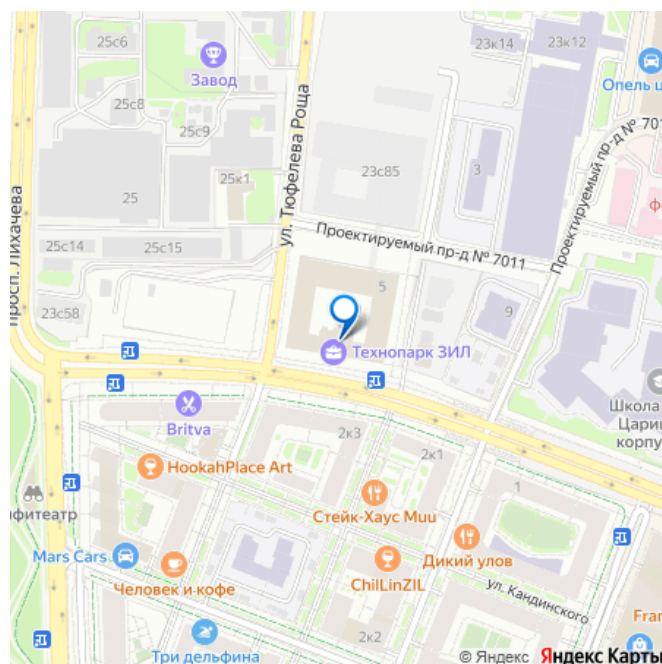 25с6
23к14
23к12
Завод
Опель ц
25с8
25с9
ул. Тюфелева Роща
23с85
3
Проектируемый пр-д № 701
25к1
25
просп. Лихачева
25с14
25с15
Проектируемый пр-д № 7011
23с58
5
9
Технопарк ЗИЛ
Школа
Цариц
корпу
Britva
2к3
2к1
HookahPlace Art
1
фитеатр
Стейк-Хаус Muu
Дикий улов
Mars Cars
Человек и кофе
ChilLinZIL
ул. Кандинского
Три дельфина
2к2
Fran
© Яндекс Яндекс Карты